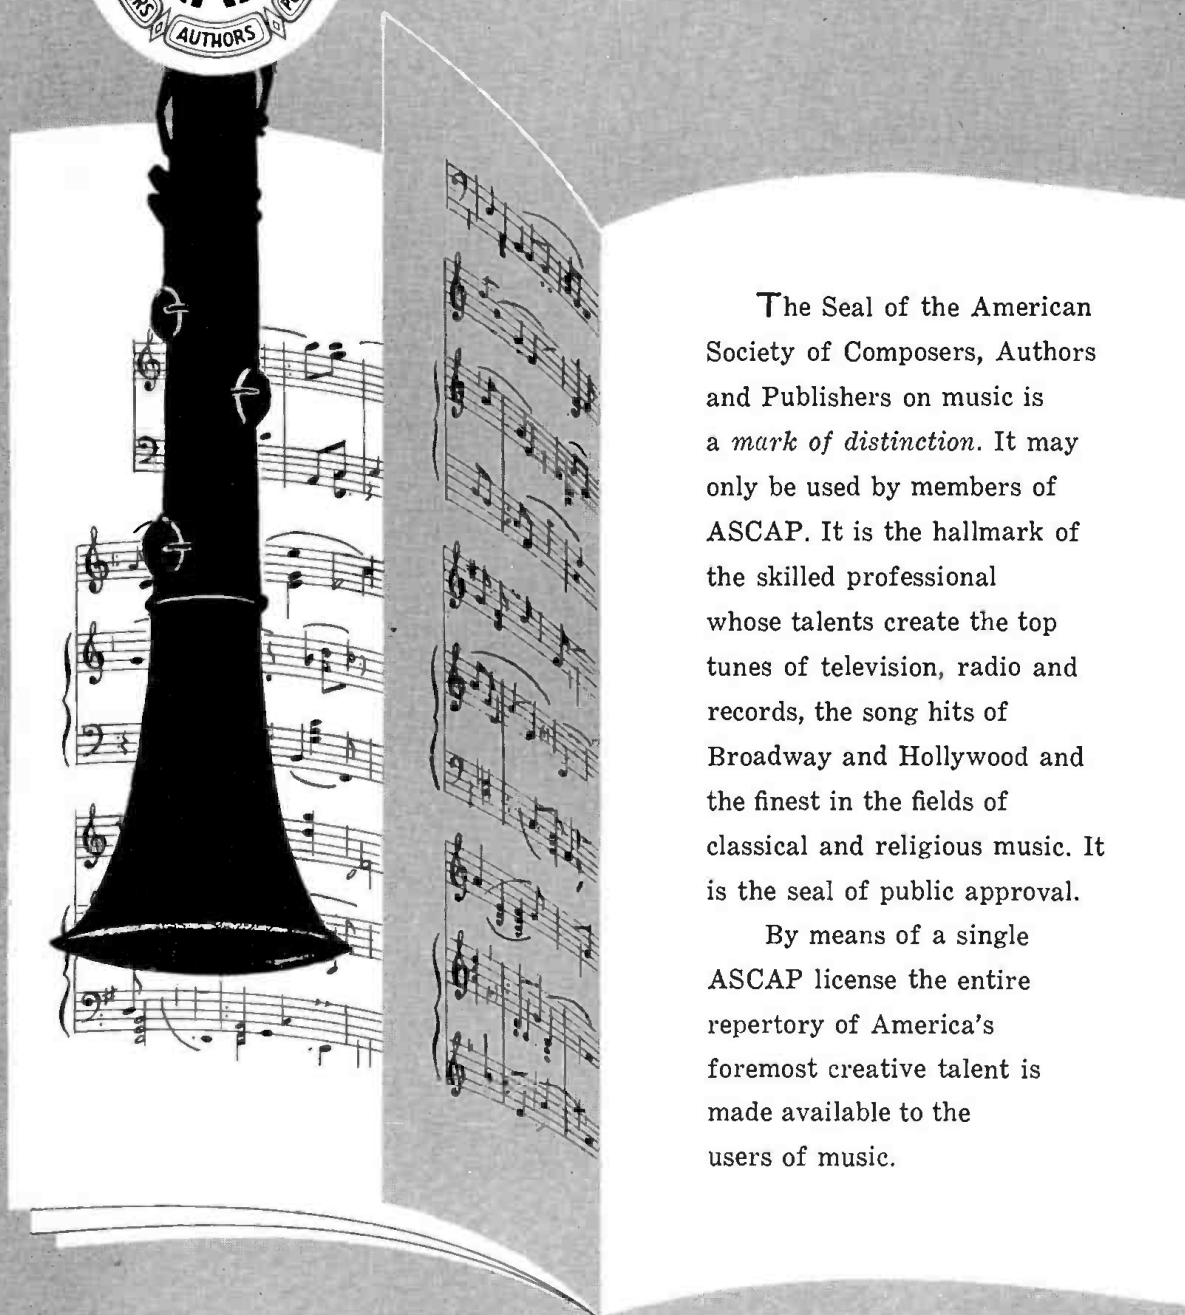 AUTHORS
The Seal of the American
Society of Composers, Authors
and Publishers on music is
a mark of distinction. It may
only be used by members of
ASCAP. It is the hallmark of
the skilled professional
whose talents create the top
tunes of television, radio and
records, the song hits of
Broadway and Hollywood and
the finest in the fields of
classical and religious music. It
is the seal of public approval.
By means of a single
ASCAP license the entire
repertory of America's
foremost creative talent is
made available to the
users of music.